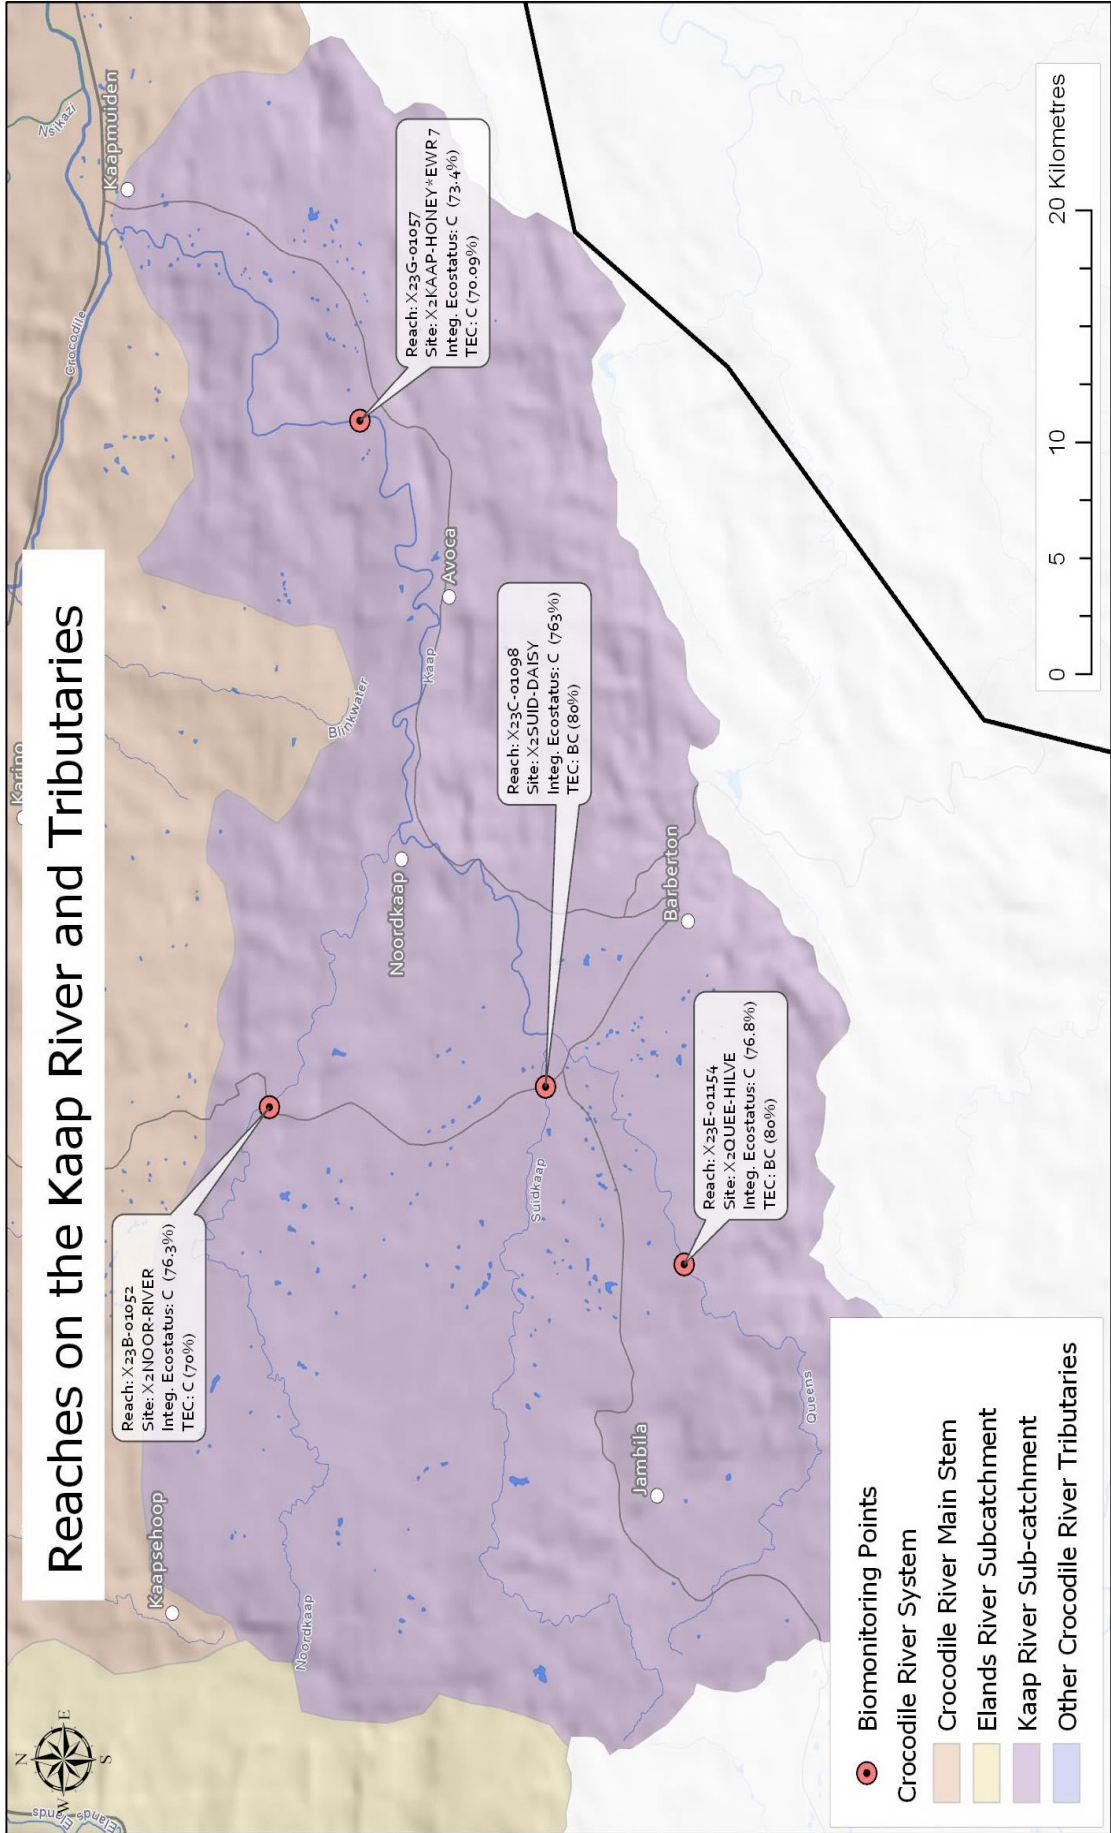 Reaches on the Kaap River and Tributaries
N
W
E
S
Elands
Elands
Karino
Crocodile
Nsikazi
Kaapmuiden
Kaapsehoop
Reach: X23B-01052
Site: X2NOOR-RIVER
Integ. Ecostatus: C (76.3%)
TEC: C (70%)
Noordkaap
Blinkwater
Noordkaap
Kaap
Avoca
Reach: X23G-01057
Site: X2KAAP-HONEY*EWR7
Integ. Ecostatus: C (73.4%)
TEC: C (70.09%)
Reach: X23C-01098
Site: X2SUID-DAISY
Integ. Ecostatus: C (763%)
TEC: BC (80%)
Suidkaap
Barberton
Jambila
Reach: X23E-01154
Site: X2QUEE-HILVE
Integ. Ecostatus: C (76.8%)
TEC: BC (80%)
Queens
Biomonitoring Points
Crocodile River System
Crocodile River Main Stem
Elands River Subcatchment
Kaap River Sub-catchment
Other Crocodile River Tributaries
0 5 10 20 Kilometres